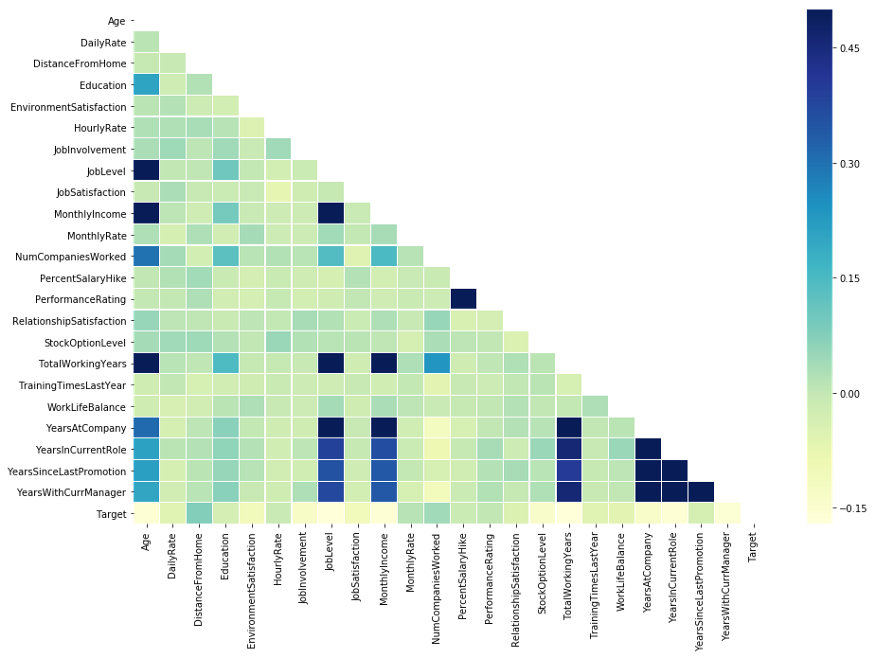 Age
DailyRate
DistanceFromHome
Education
EnvironmentSatisfaction
HourlyRate
JobInvolvement
JobLevel
JobSatisfaction
MonthlyIncome
MonthlyRate
NumCompaniesWorked
PercentSalaryHike
PerformanceRating
RelationshipSatisfaction
StockOptionLevel
TotalWorkingYears
TrainingTimesLastYear
WorkLifeBalance
YearsAtCompany
YearsInCurrentRole
YearsSinceLastPromotion
YearsWithCurrManager
Target
Age
DailyRate
DistanceFromHome
Education
EnvironmentSatisfaction
HourlyRate
JobInvolvement
JobLevel
JobSatisfaction
MonthlyIncome
MonthlyRate
NumCompaniesWorked
PercentSalaryHike
PerformanceRating
RelationshipSatisfaction
StockOptionLevel
TotalWorkingYears
TrainingTimesLastYear
WorkLifeBalance
YearsAtCompany
YearsInCurrentRole
YearsSinceLastPromotion
YearsWithCurrManager
Target
0.45
0.30
0.15
0.00
−0.15